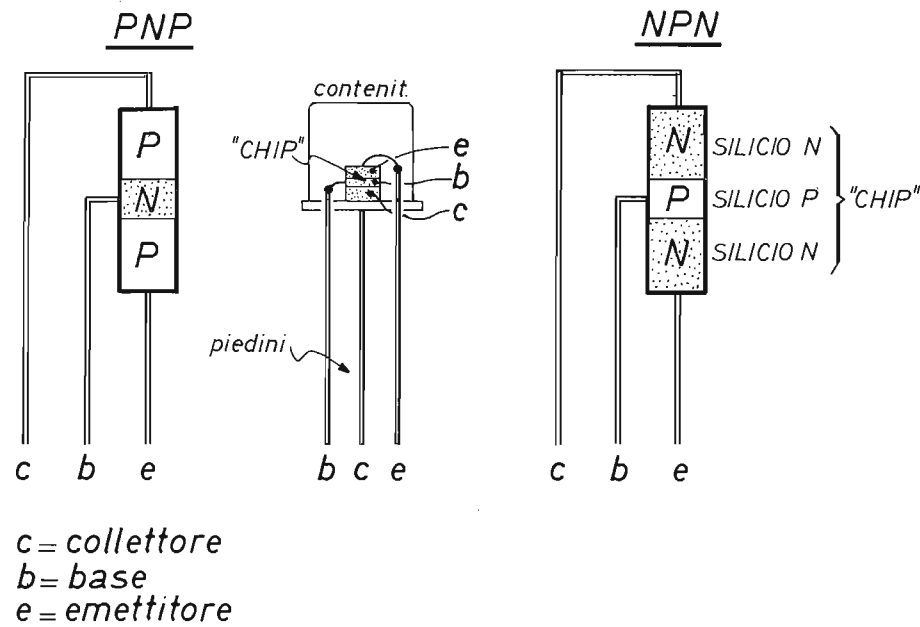 PNP
P
N
P
c b e
contenit.
"CHIP"
e
b
c
piedini
b c e
NPN
N SILICIO N
P SILICIO P
N SILICIO N
"CHIP"
c b e
c = collettore
b = base
e = emettitore